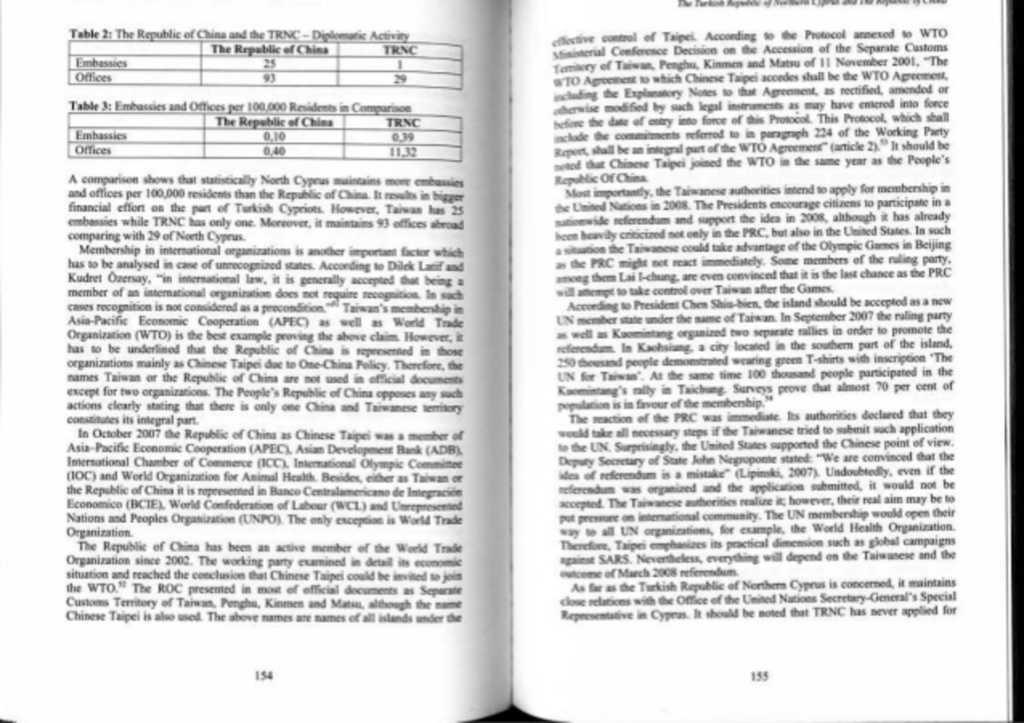 Table 2: The Republic of China and the TRNC – Diplomatic Activity
The Republic of China TRNC
Embassies 25 1
Offices 93 29
Table 3: Embassies and Offices per 100,000 Residents in Comparison
The Republic of China TRNC
Embassies 0,10 0,39
Offices 0,40 11,32
A comparison shows that statistically North Cyprus maintains more embassies
and offices per 100,000 residents than the Republic of China. It results in bigger
financial effort on the part of Turkish Cypriots. However, Taiwan has 25
embassies while TRNC has only one. Moreover, it maintains 93 offices abroad
comparing with 29 of North Cyprus.
Membership in international organizations is another important factor which
has to be analysed in case of unrecognized states. According to Dilek Latif and
Kudret Özersay, “in international law, it is generally accepted that being a
member of an international organization does not require recognition. In such
cases recognition is not considered as a precondition.” Taiwan’s membership in
Asia-Pacific Economic Cooperation (APEC) as well as World Trade
Organization (WTO) is the best example proving the above claim. However, it
has to be underlined that the Republic of China is represented in those
organizations mainly as Chinese Taipei due to One-China Policy. Therefore, the
names Taiwan or the Republic of China are not used in official documents
except for two organizations. The People’s Republic of China opposes any such
actions clearly stating that there is only one China and Taiwanese territory
constitutes its integral part.
In October 2007 the Republic of China as Chinese Taipei was a member of
Asia–Pacific Economic Cooperation (APEC), Asian Development Bank (ADB),
International Chamber of Commerce (ICC), International Olympic Committee
(IOC) and World Organization for Animal Health. Besides, either as Taiwan or
the Republic of China it is represented in Banco Centralamericano de Integración
Economico (BCIE), World Confederation of Labour (WCL) and Unrepresented
Nations and Peoples Organization (UNPO). The only exception is World Trade
Organization.
The Republic of China has been an active member of the World Trade
Organization since 2002. The working party examined in detail its economic
situation and reached the conclusion that Chinese Taipei could be invited to join
the WTO.52 The ROC presented in most of official documents as Separate
Customs Territory of Taiwan, Penghu, Kinmen and Matsu, although the name
Chinese Taipei is also used. The above names are names of all islands under the
154
The Turkish Republic of Northern Cyprus and The Republic of China
effective control of Taipei. According to the Protocol annexed to WTO
Ministerial Conference Decision on the Accession of the Separate Customs
Territory of Taiwan, Penghu, Kinmen and Matsu of 11 November 2001, “The
WTO Agreement to which Chinese Taipei accedes shall be the WTO Agreement,
including the Explanatory Notes to that Agreement, as rectified, amended or
otherwise modified by such legal instruments as may have entered into force
before the date of entry into force of this Protocol. This Protocol, which shall
include the commitments referred to in paragraph 224 of the Working Party
Report, shall be an integral part of the WTO Agreement” (article 2).53 It should be
noted that Chinese Taipei joined the WTO in the same year as the People’s
Republic Of China.
Most importantly, the Taiwanese authorities intend to apply for membership in
the United Nations in 2008. The Presidents encourage citizens to participate in a
nationwide referendum and support the idea in 2008, although it has already
been heavily criticized not only in the PRC, but also in the United States. In such
a situation the Taiwanese could take advantage of the Olympic Games in Beijing
as the PRC might not react immediately. Some members of the ruling party,
among them Lai I-chung, are even convinced that it is the last chance as the PRC
will attempt to take control over Taiwan after the Games.
According to President Chen Shiu-bien, the island should be accepted as a new
UN member state under the name of Taiwan. In September 2007 the ruling party
as well as Kuomintang organized two separate rallies in order to promote the
referendum. In Kaohsiung, a city located in the southern part of the island,
250 thousand people demonstrated wearing green T-shirts with inscription ‘The
UN for Taiwan’. At the same time 100 thousand people participated in the
Kuomintang’s rally in Taichung. Surveys prove that almost 70 per cent of
population is in favour of the membership.54
The reaction of the PRC was immediate. Its authorities declared that they
would take all necessary steps if the Taiwanese tried to submit such application
to the UN. Surprisingly, the United States supported the Chinese point of view.
Deputy Secretary of State John Negroponte stated: “We are convinced that the
idea of referendum is a mistake” (Lipinski, 2007). Undoubtedly, even if the
referendum was organized and the application submitted, it would not be
accepted. The Taiwanese authorities realize it; however, their real aim may be to
put pressure on international community. The UN membership would open their
way to all UN organizations, for example, the World Health Organization.
Therefore, Taipei emphasizes its practical dimension such as global campaigns
against SARS. Nevertheless, everything will depend on the Taiwanese and the
outcome of March 2008 referendum.
As far as the Turkish Republic of Northern Cyprus is concerned, it maintains
close relations with the Office of the United Nations Secretary-General’s Special
Representative in Cyprus. It should be noted that TRNC has never applied for
155